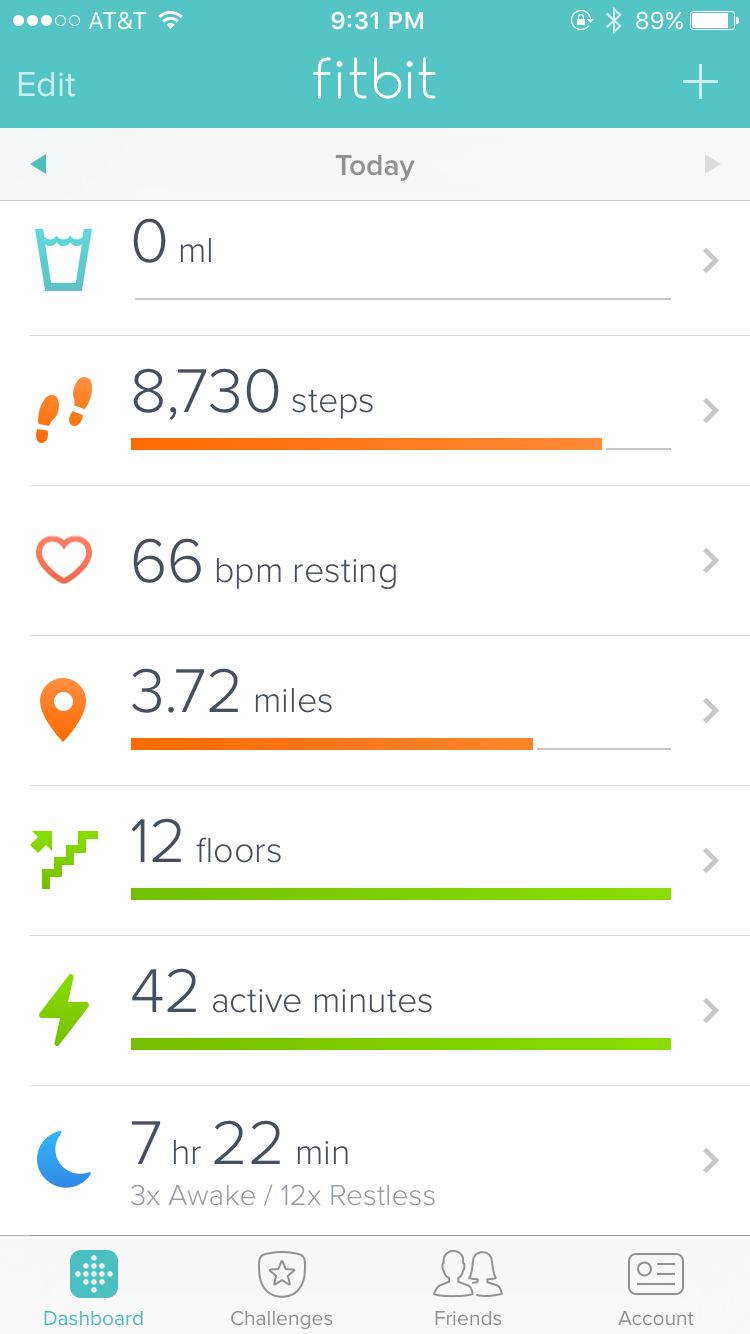 AT&T 9:31 PM 89%
Edit fitbit
Today
0 ml
8,730 steps
66 bpm resting
3.72 miles
12 floors
42 active minutes
7 hr 22 min
3x Awake / 12x Restless
Dashboard Challenges Friends Account